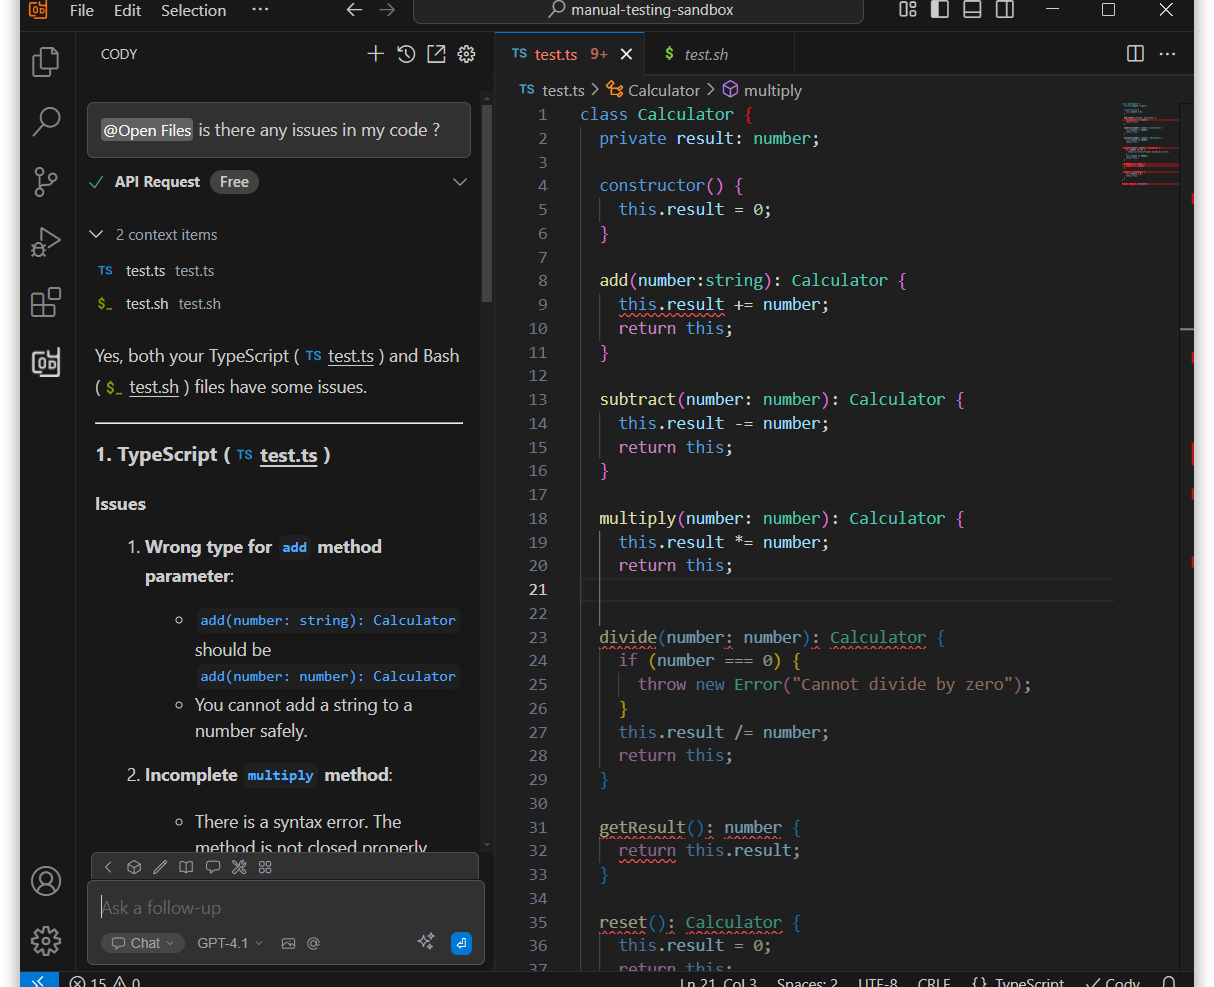 File Edit Selection ··· manual-testing-sandbox
CODY
@Open Files is there any issues in my code ?
API Request Free
2 context items
TS test.ts test.ts
$_ test.sh test.sh
Yes, both your TypeScript ( TS test.ts ) and Bash
( $_ test.sh ) files have some issues.
1. TypeScript ( TS test.ts )
Issues
1. Wrong type for add method
parameter:
add(number: string): Calculator
should be
add(number: number): Calculator
You cannot add a string to a
number safely.
2. Incomplete multiply method:
There is a syntax error. The
method is not closed properly
Ask a follow-up
Chat GPT-4.1 @
TS test.ts 9+ $ test.sh
TS test.ts > Calculator > multiply
1 class Calculator {
2 private result: number;
3
4 constructor() {
5 this.result = 0;
6 }
7
8 add(number:string): Calculator {
9 this.result += number;
10 return this;
11 }
12
13 subtract(number: number): Calculator {
14 this.result -= number;
15 return this;
16 }
17
18 multiply(number: number): Calculator {
19 this.result *= number;
20 return this;
21
22
23 divide(number: number): Calculator {
24 if (number === 0) {
25 throw new Error("Cannot divide by zero");
26 }
27 this.result /= number;
28 return this;
29 }
30
31 getResult(): number {
32 return this.result;
33 }
34
35 reset(): Calculator {
36 this.result = 0;
37 return this;
15 0 Ln 21, Col 3 Spaces: 2 UTF-8 CRLF {} TypeScript Cody